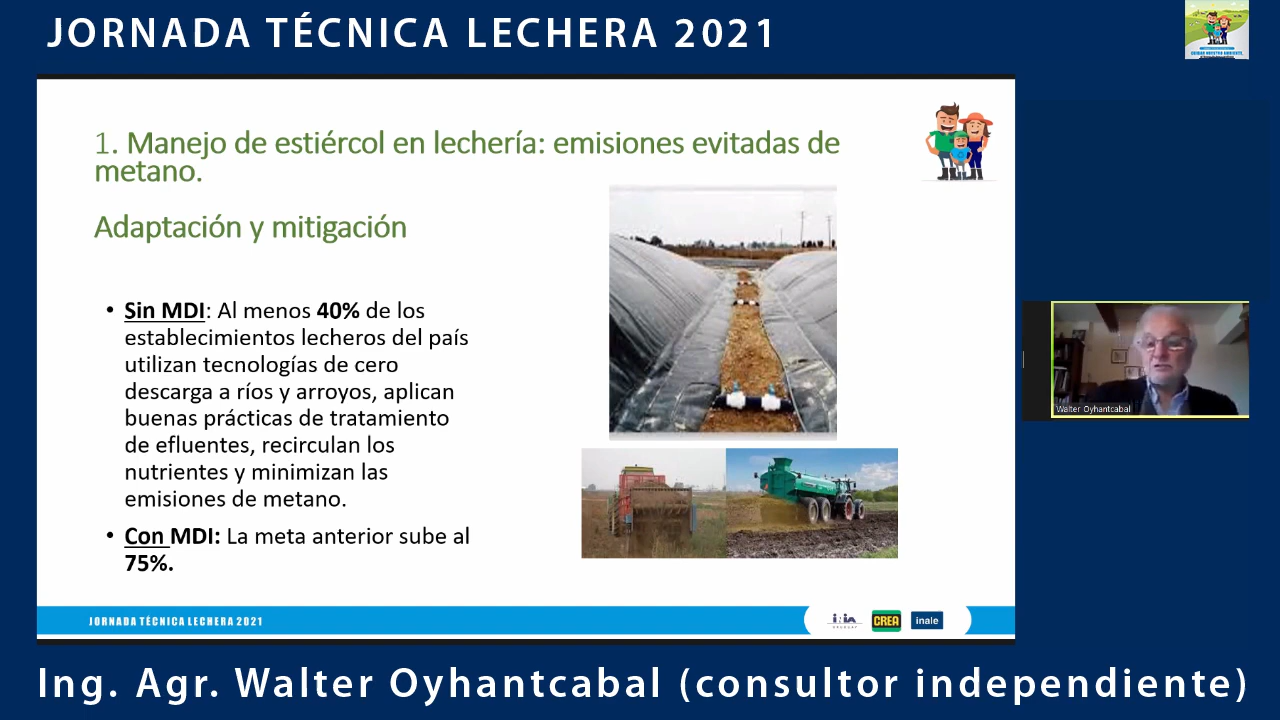 JORNADA TÉCNICA LECHERA 2021
1. Manejo de estiércol en lechería: emisiones evitadas de
metano.
Adaptación y mitigación
• Sin MDI: Al menos 40% de los
establecimientos lecheros del país
utilizan tecnologías de cero
descarga a ríos y arroyos, aplican
buenas prácticas de tratamiento
de efluentes, recirculan los
nutrientes y minimizan las
emisiones de metano.
• Con MDI: La meta anterior sube al
75%.
Walter Oyhantcabal
JORNADA TÉCNICA LECHERA 2021
inia
URUGUAY
CREA
inale
Ing. Agr. Walter Oyhantcabal (consultor independiente)